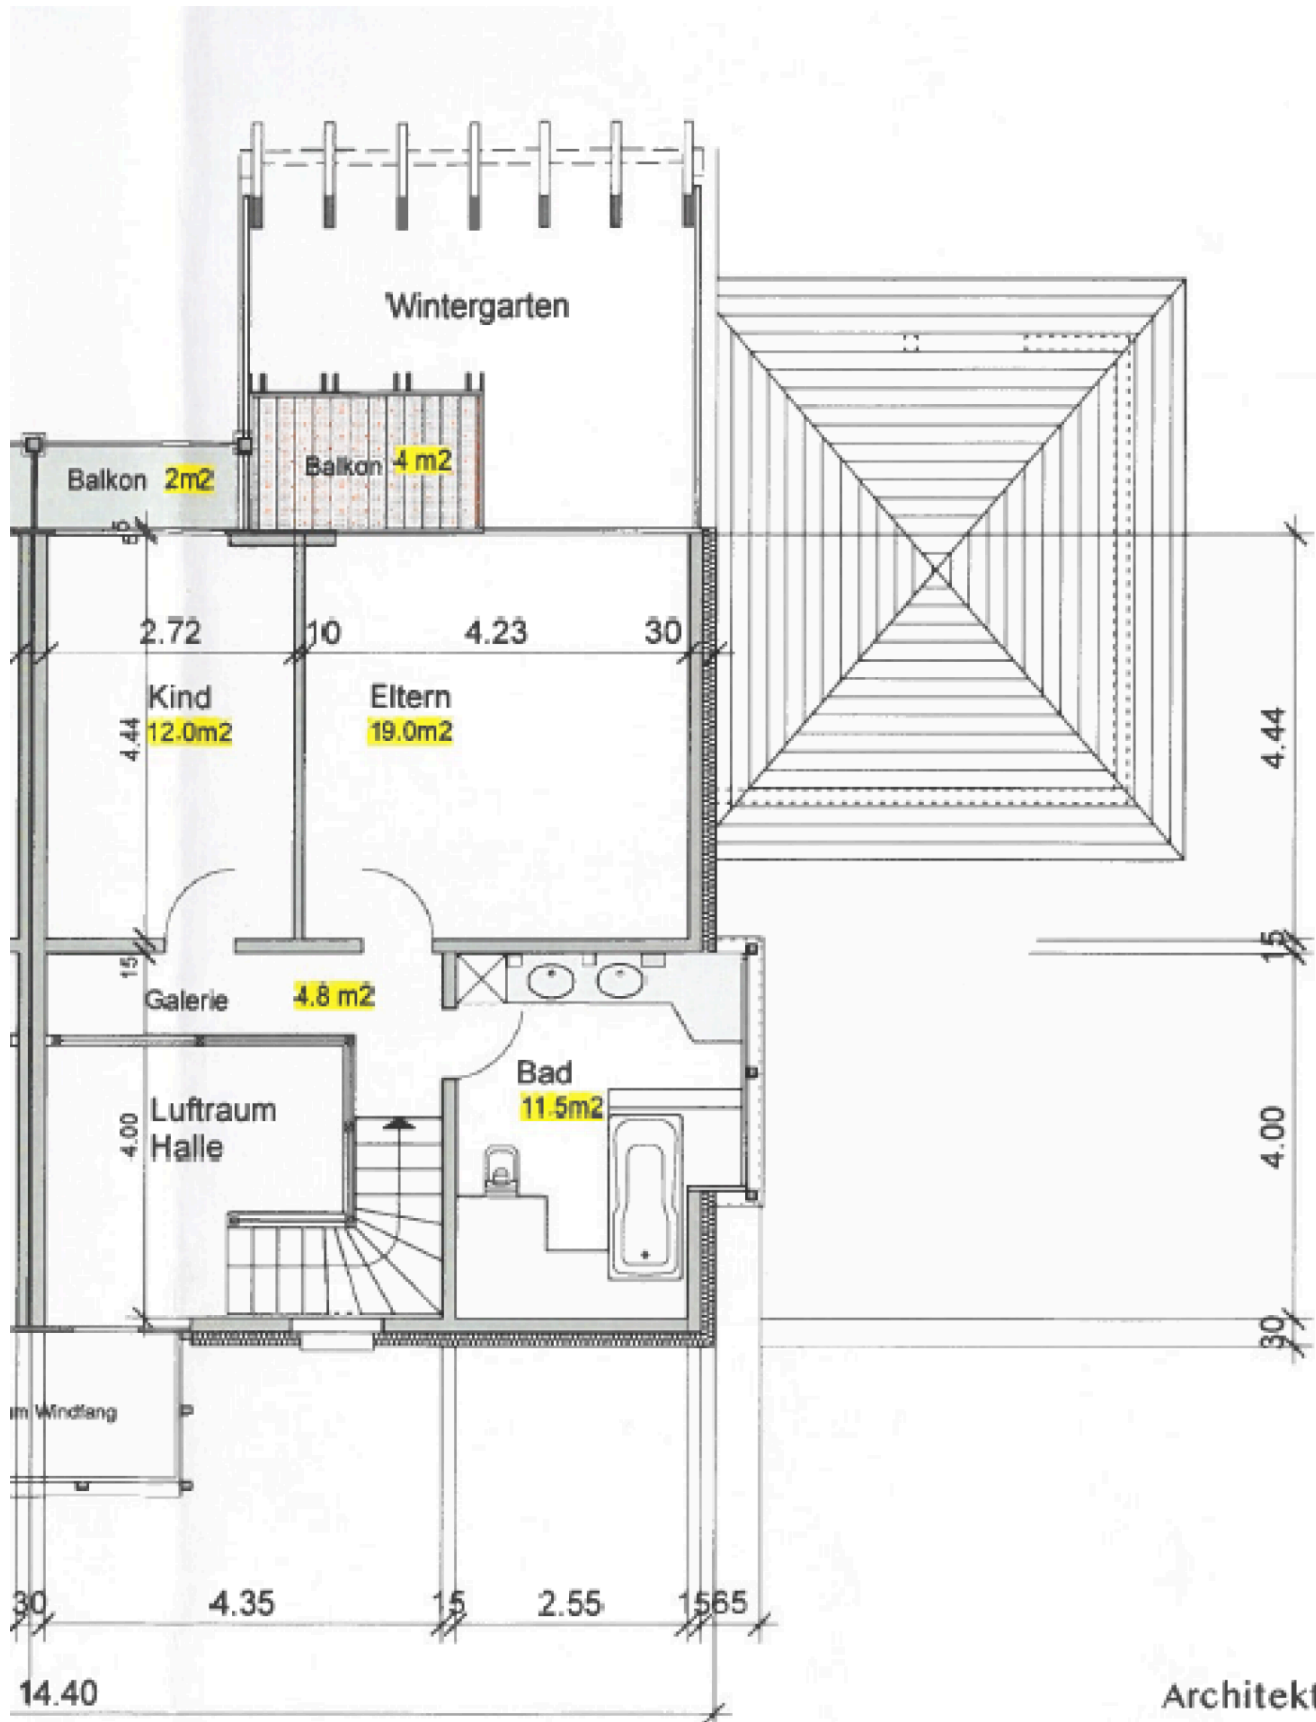 Wintergarten
Balkon 4 m2
Balkon 2m2
2.72 10 4.23 30
Kind
12.0m2
Eltern
19.0m2
4.44
4.44
15
15
Galerie 4.8 m2
Bad
11.5m2
Luftraum
Halle
4.00
4.00
30
m Windfang
30 4.35 15 2.55 15 65
14.40
Architekt